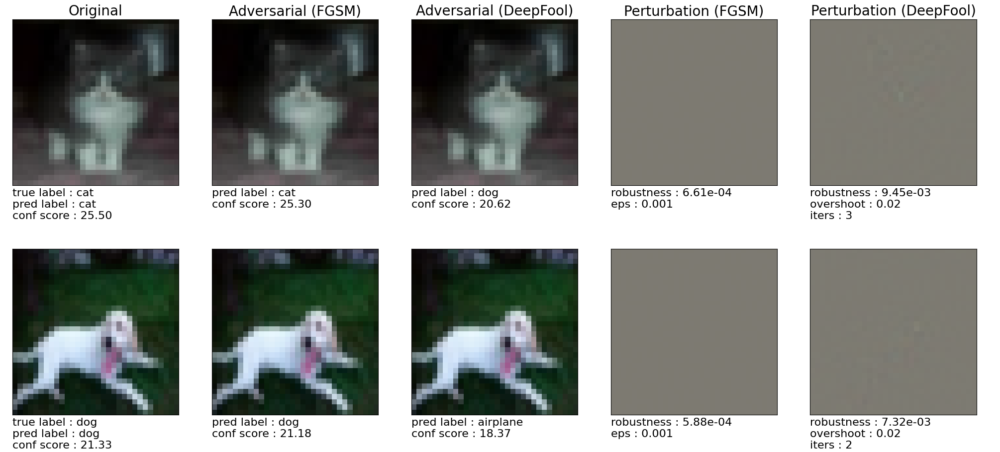 Original
Adversarial (FGSM)
Adversarial (DeepFool)
Perturbation (FGSM)
Perturbation (DeepFool)
true label : cat
pred label : cat
conf score : 25.50
pred label : cat
conf score : 25.30
pred label : dog
conf score : 20.62
robustness : 6.61e-04
eps : 0.001
robustness : 9.45e-03
overshoot : 0.02
iters : 3
true label : dog
pred label : dog
conf score : 21.33
pred label : dog
conf score : 21.18
pred label : airplane
conf score : 18.37
robustness : 5.88e-04
eps : 0.001
robustness : 7.32e-03
overshoot : 0.02
iters : 2